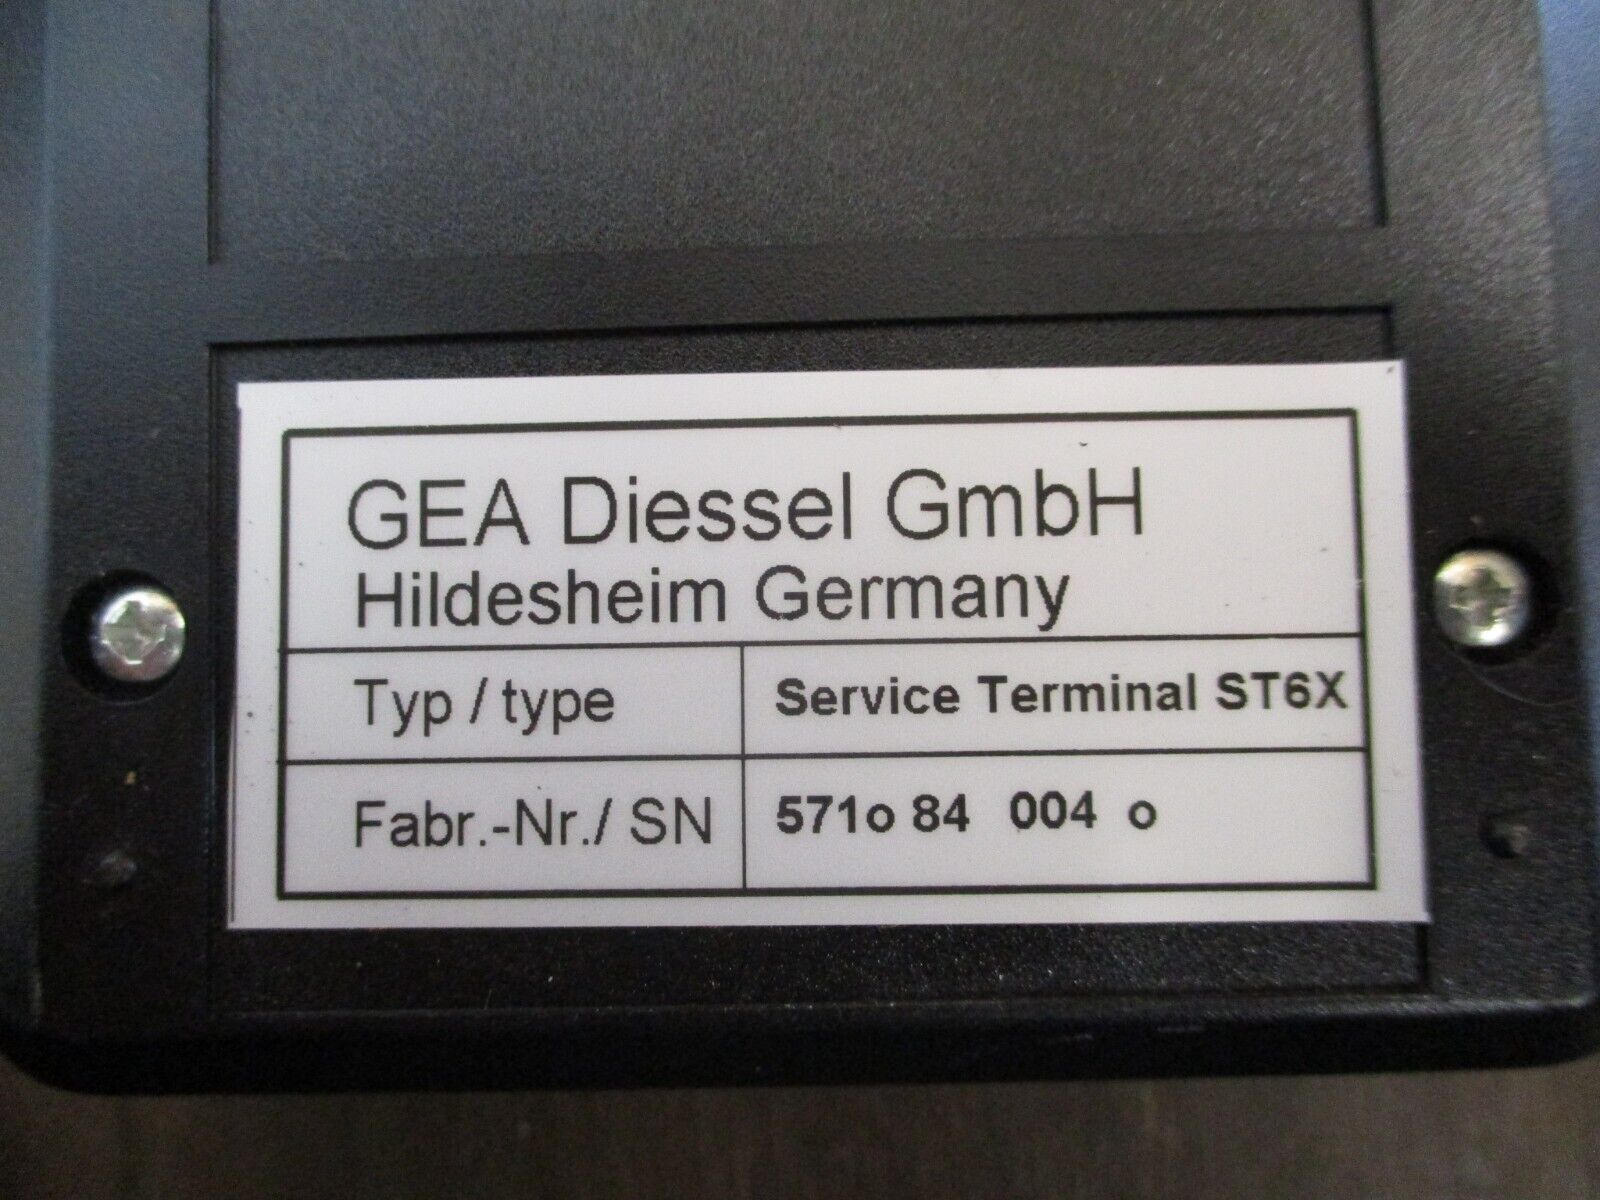 GEA Diessel GmbH
Hildesheim Germany
Typ / type Service Terminal ST6X
Fabr.-Nr./ SN 571o 84 004 o